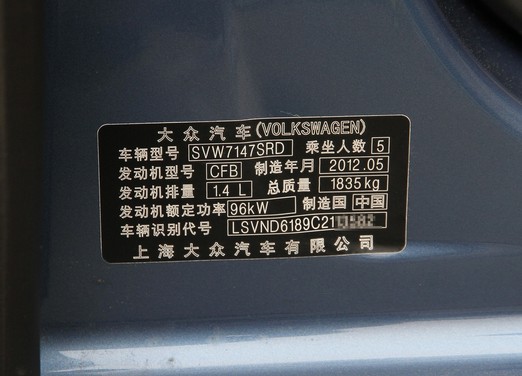 大众汽车(VOLKSWAGEN)
车辆型号 SVW7147SRD 乘坐人数 5
发动机型号 CFB 制造年月 2012.05
发动机排量 1.4 L 总质量 1835kg
发动机额定功率 96kW 制造国 中国
车辆识别代号 LSVND6189C21
上海大众汽车有限公司